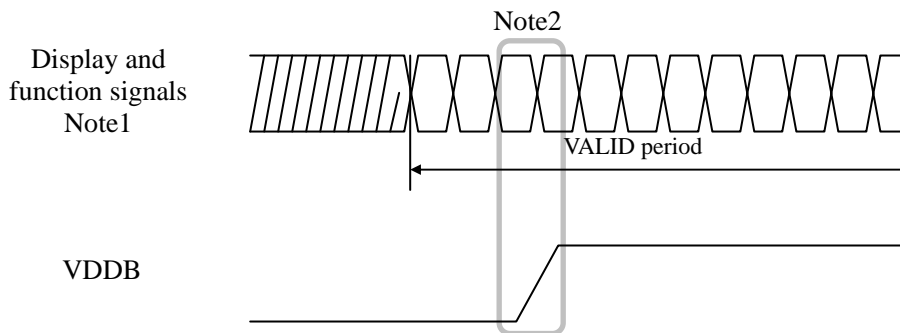 Note2
Display and
function signals
Note1
VALID period
VDDB